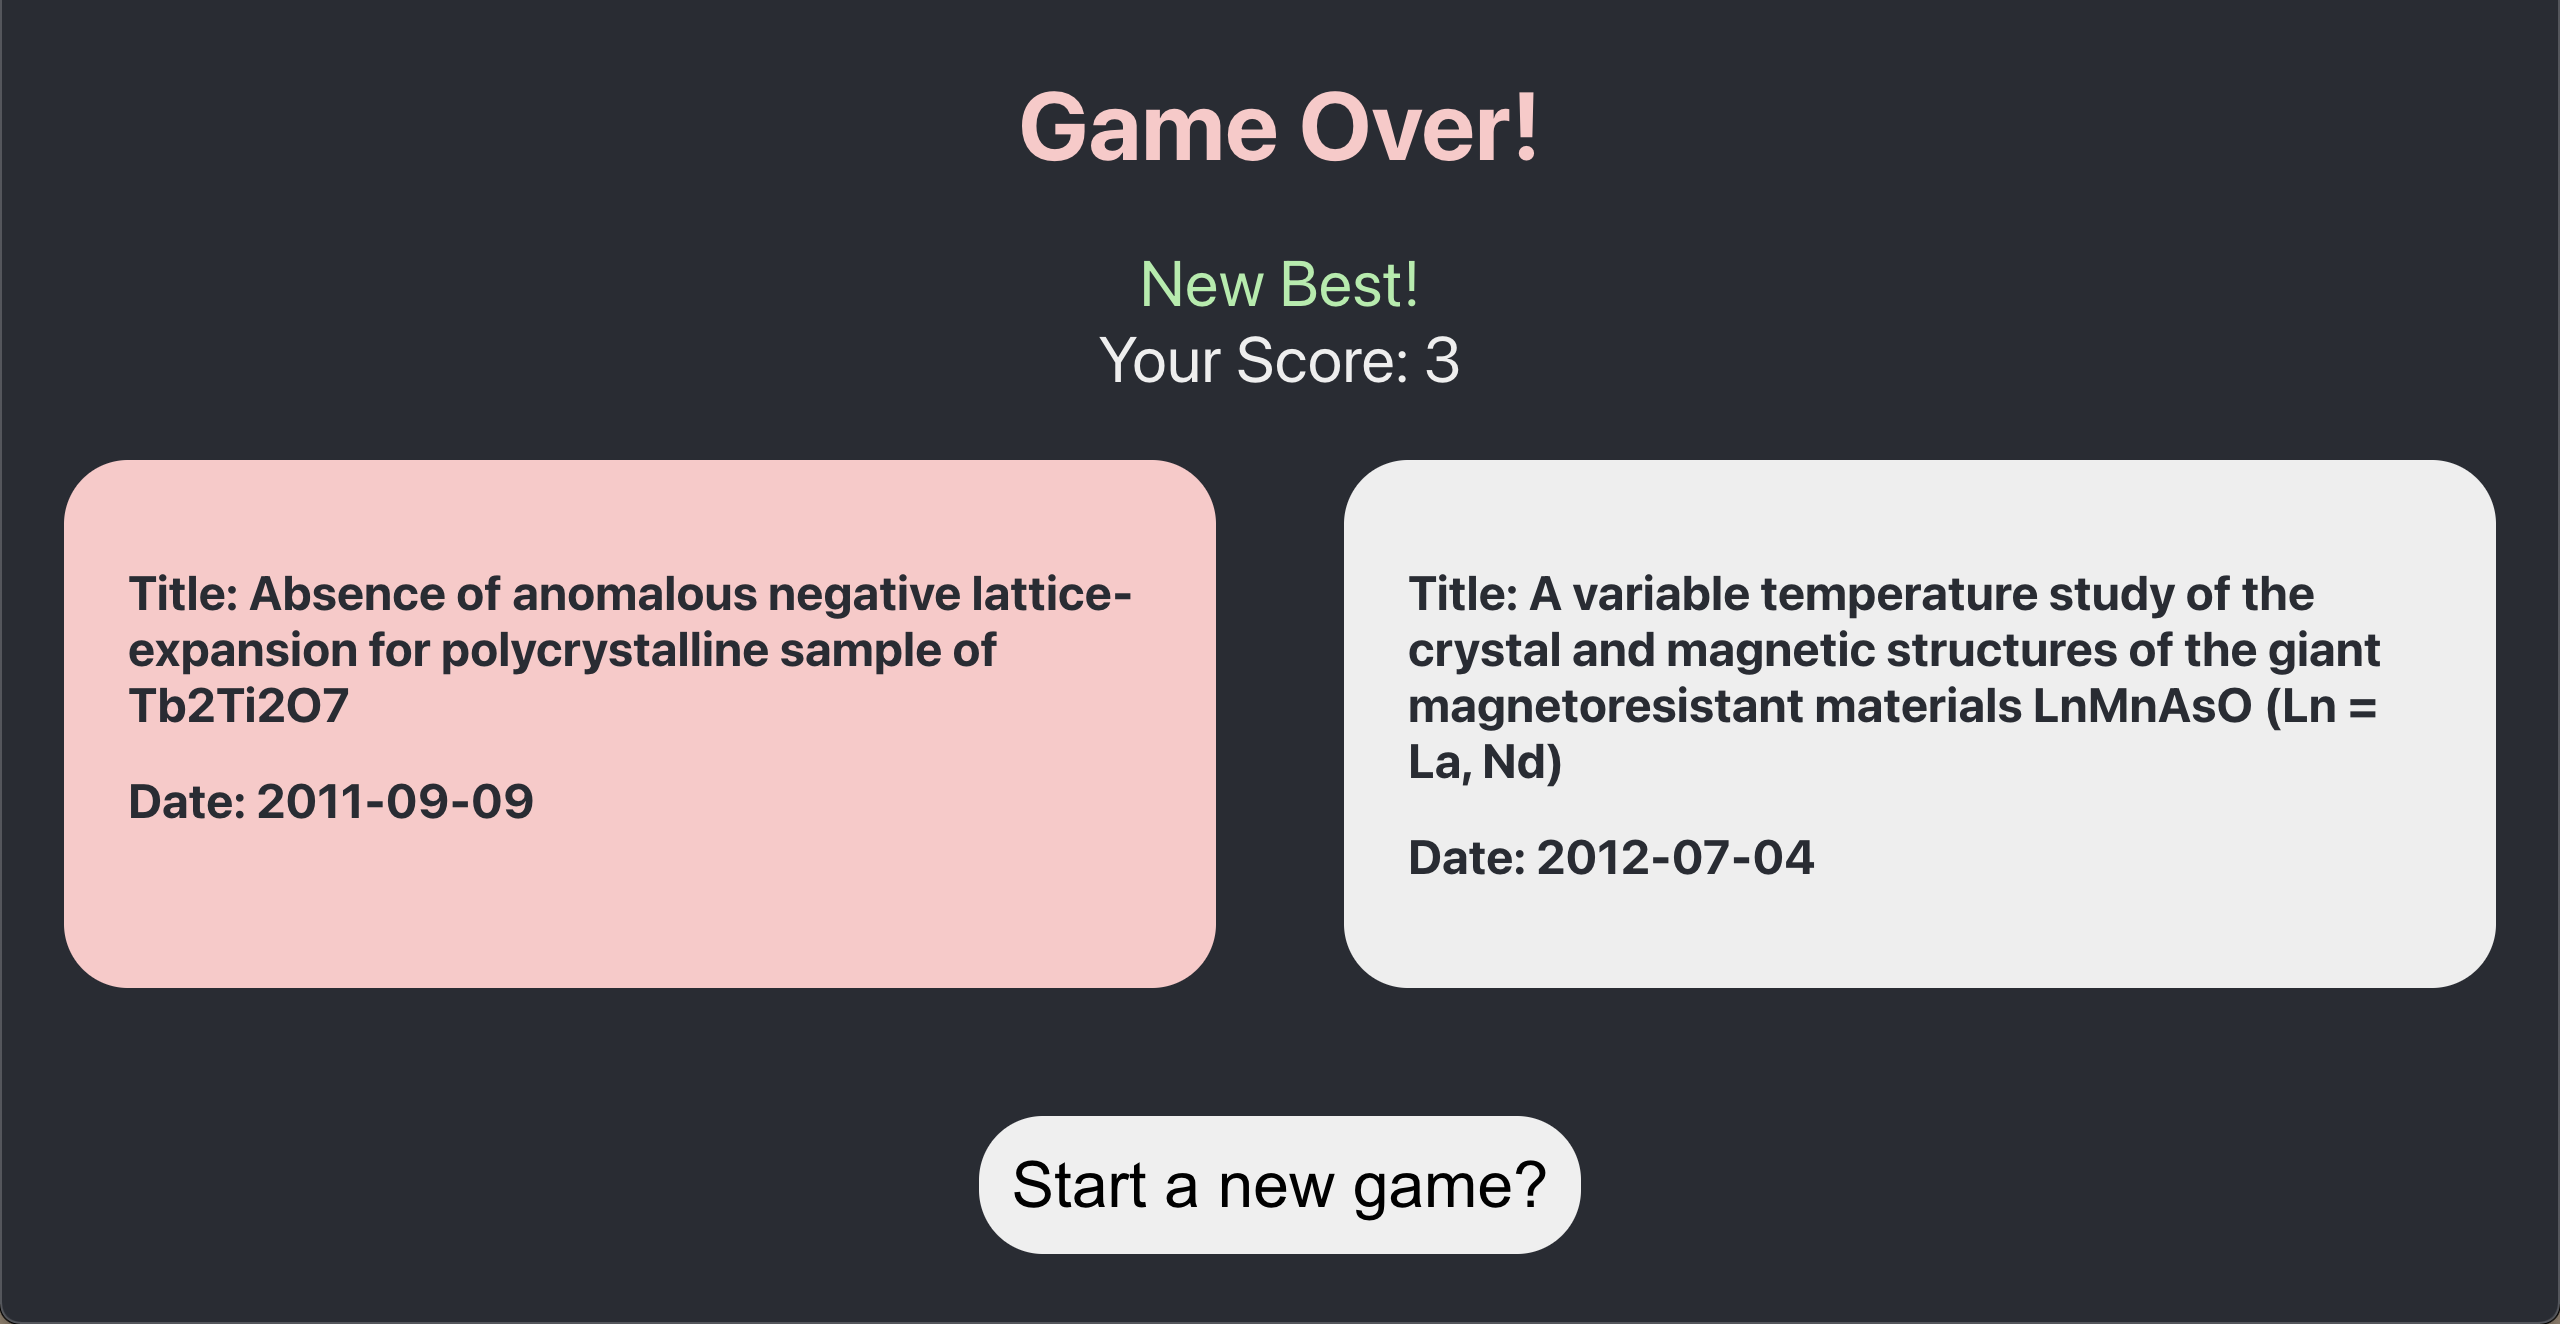 Game Over!
New Best!
Your Score: 3
Title: Absence of anomalous negative lattice-
expansion for polycrystalline sample of
Tb2Ti2O7
Date: 2011-09-09
Title: A variable temperature study of the
crystal and magnetic structures of the giant
magnetoresistant materials LnMnAsO (Ln =
La, Nd)
Date: 2012-07-04
Start a new game?